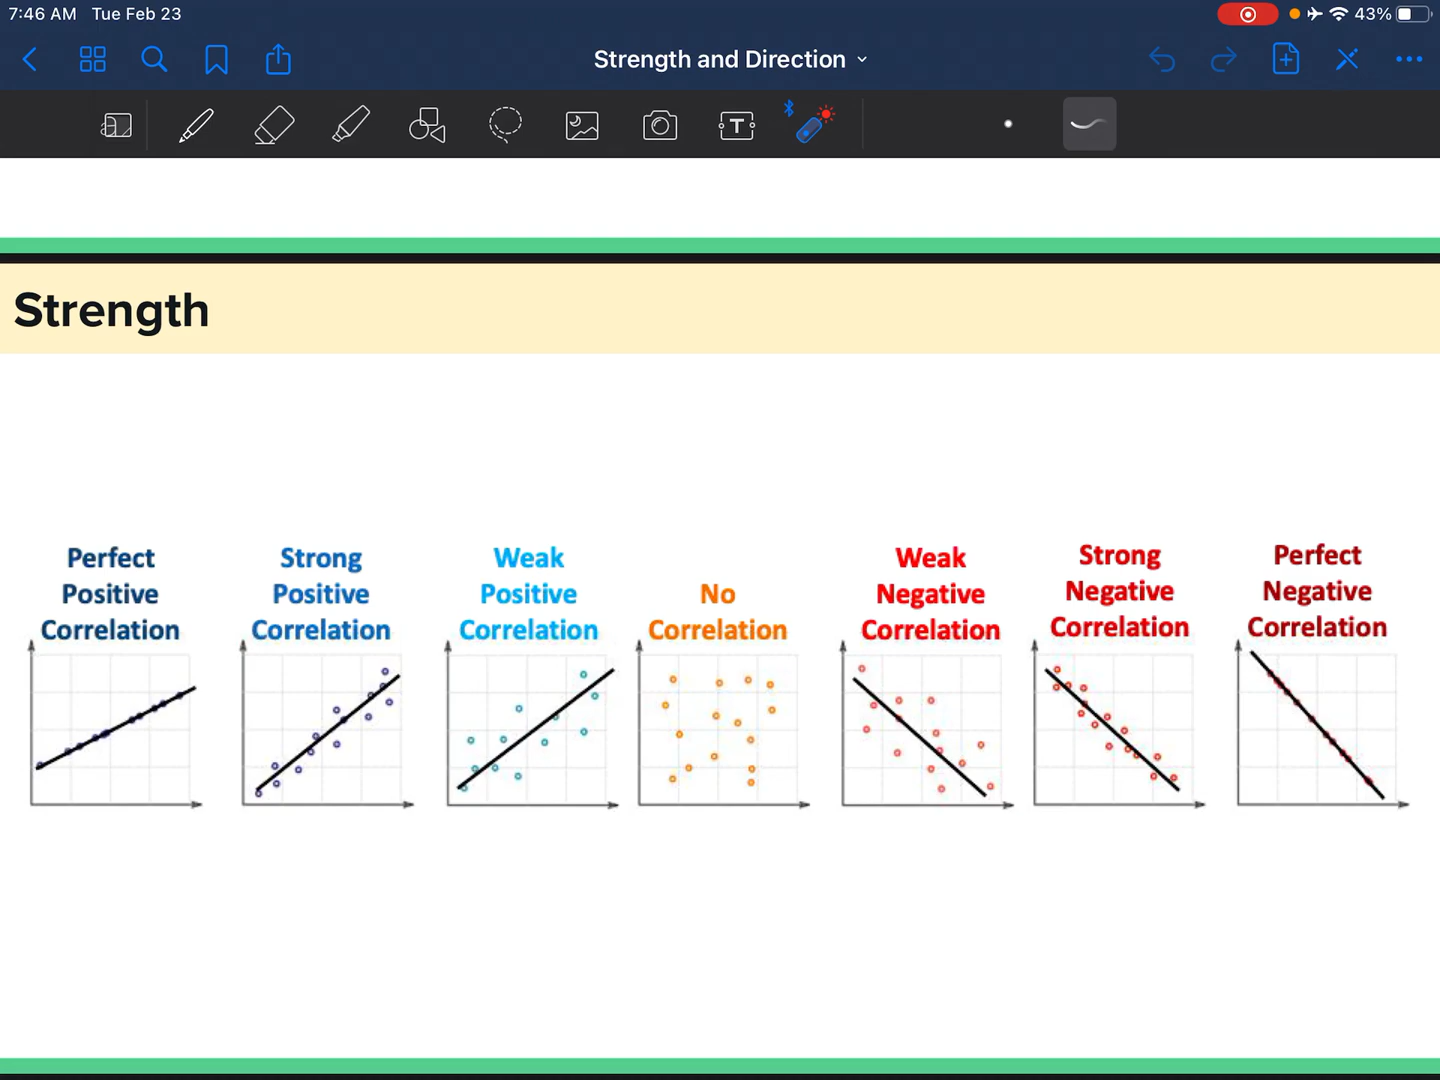 7:46 AM Tue Feb 23
43%
Strength and Direction
T
Strength
Perfect
Positive
Correlation
Strong
Positive
Correlation
Weak
Positive
Correlation
No
Correlation
Weak
Negative
Correlation
Strong
Negative
Correlation
Perfect
Negative
Correlation